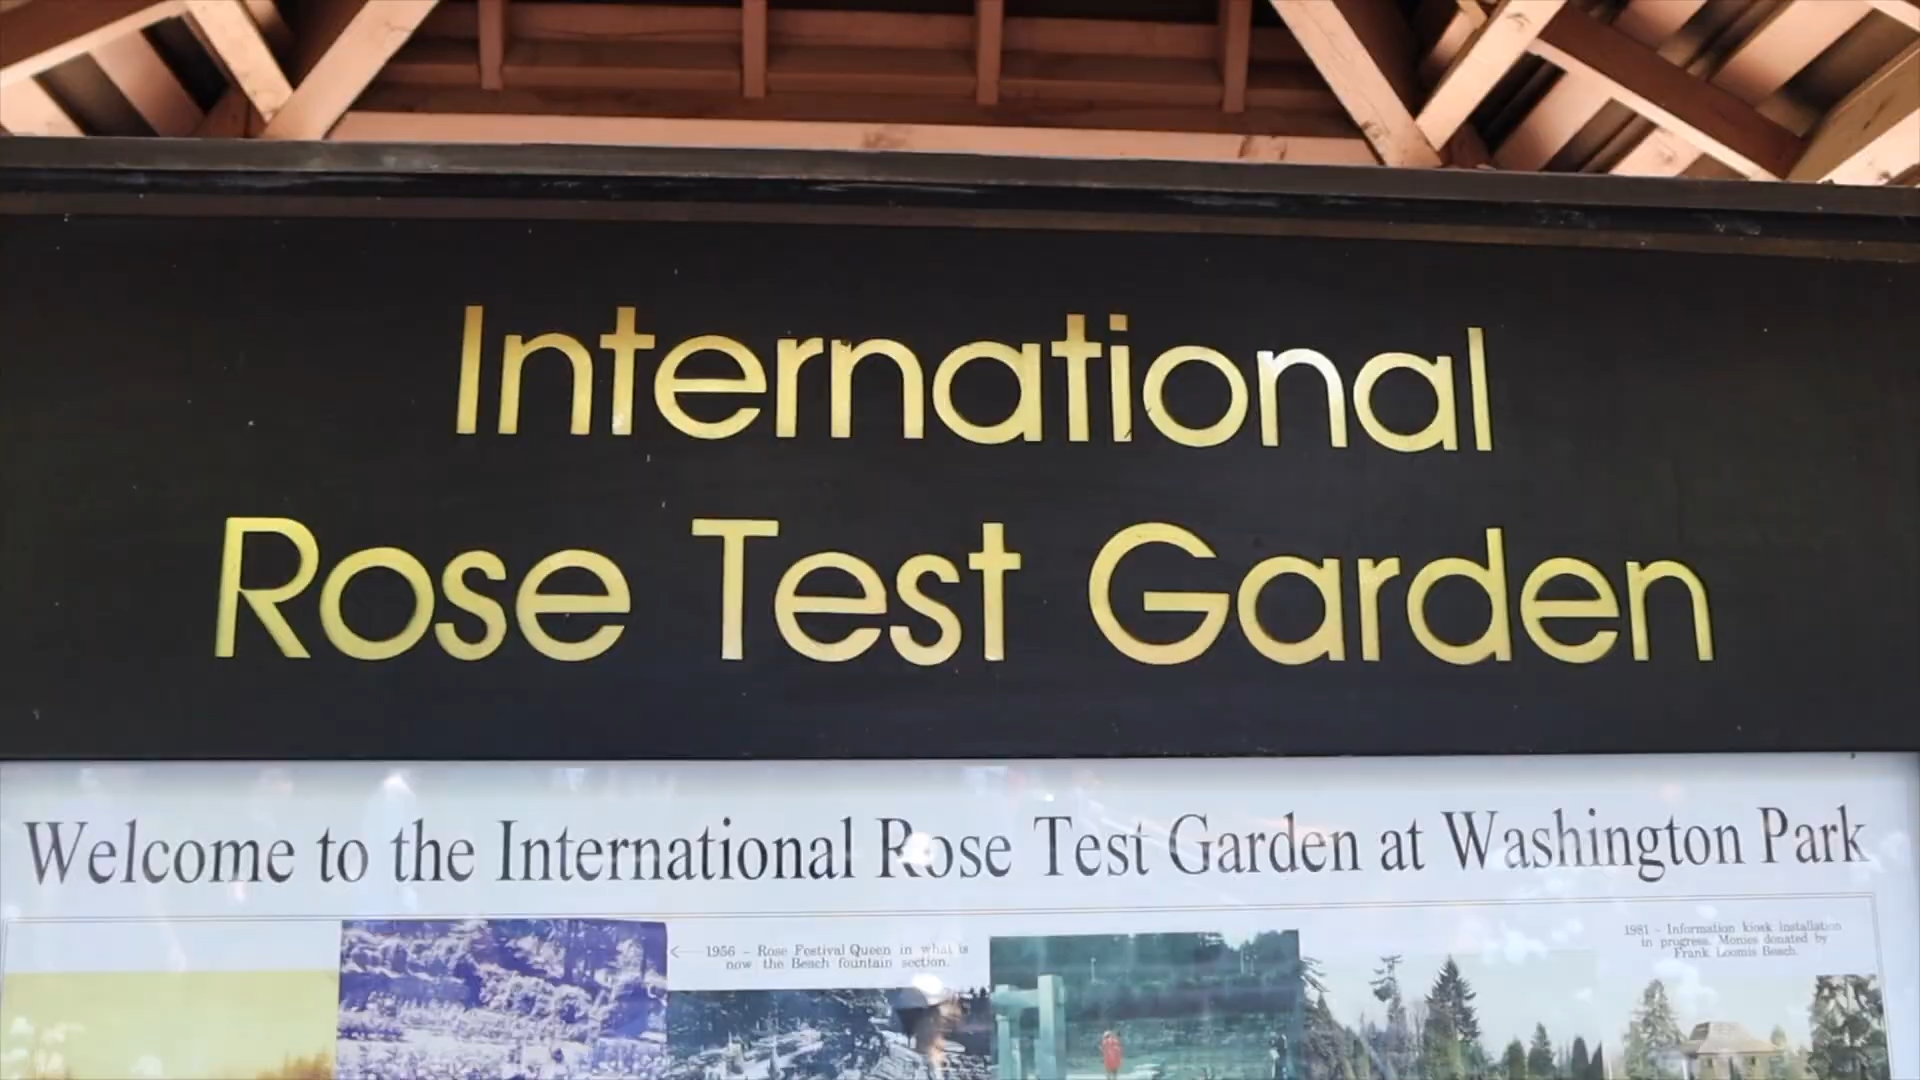 International
Rose Test Garden
Welcome to the International Rose Test Garden at Washington Park
1956 - Rose Festival Queen in what is
now the Beach fountain section.
1981 - Information kiosk installation
in progress. Monies donated by
Frank Loomis Beach.